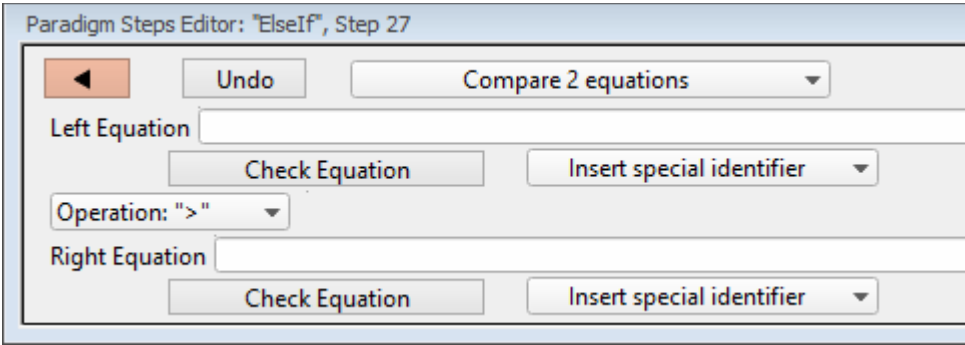 Paradigm Steps Editor: "ElseIf", Step 27
Undo Compare 2 equations
Left Equation
Check Equation Insert special identifier
Operation: ">"
Right Equation
Check Equation Insert special identifier